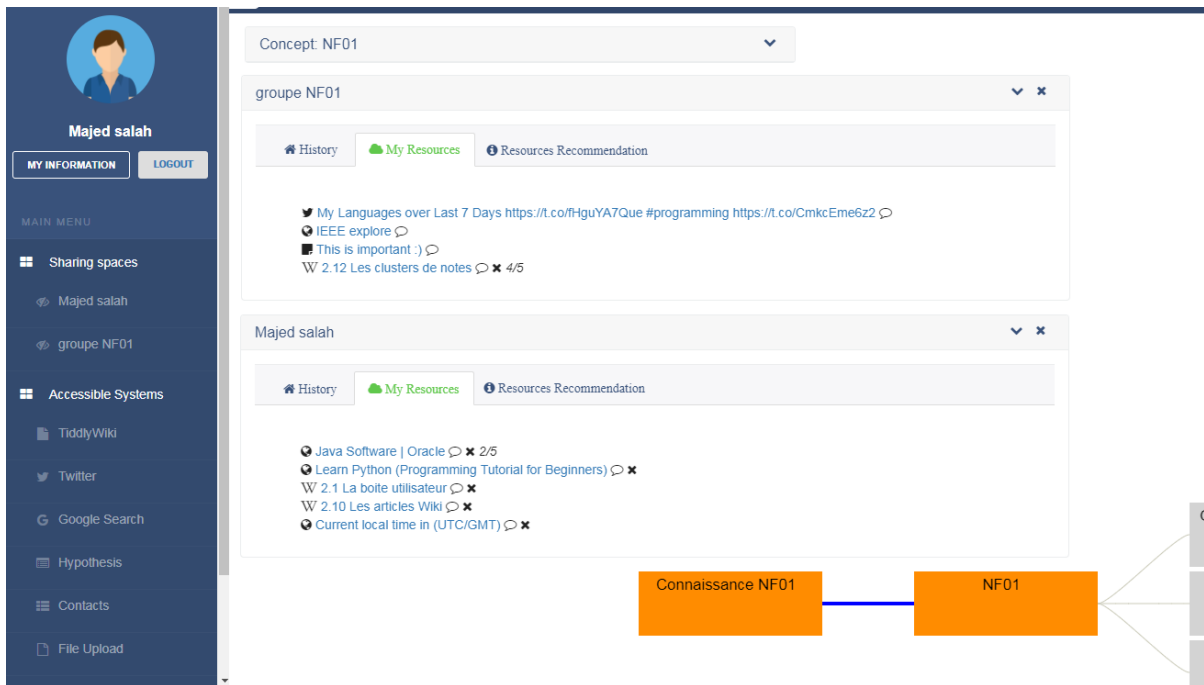 Majed salah
MY INFORMATION LOGOUT
MAIN MENU
Sharing spaces
Majed salah
groupe NF01
Accessible Systems
TiddlyWiki
Twitter
Google Search
Hypothesis
Contacts
File Upload
Concept: NF01
groupe NF01
History My Resources Resources Recommendation
My Languages over Last 7 Days https://t.co/fHguYA7Que #programming https://t.co/CmkcEme6z2
IEEE explore
This is important :)
W 2.12 Les clusters de notes 4/5
Majed salah
History My Resources Resources Recommendation
Java Software | Oracle 2/5
Learn Python (Programming Tutorial for Beginners)
W 2.1 La boite utilisateur
W 2.10 Les articles Wiki
Current local time in (UTC/GMT)
Connaissance NF01 NF01